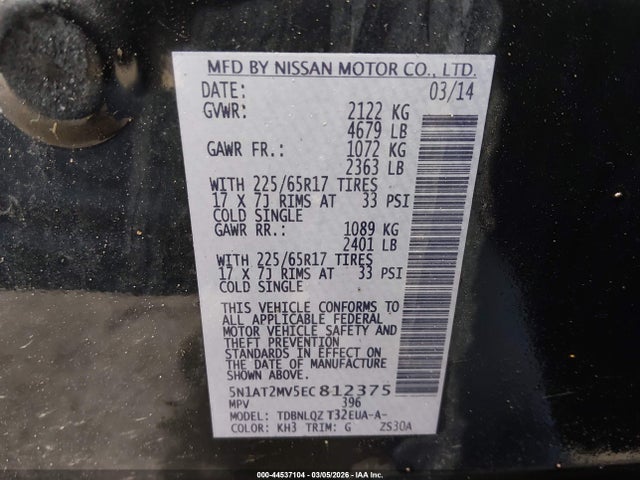 MFD BY NISSAN MOTOR CO., LTD.
DATE: 03/14
GVWR: 2122 KG
4679 LB
GAWR FR.: 1072 KG
2363 LB
WITH 225/65R17 TIRES
17 X 7J RIMS AT 33 PSI
COLD SINGLE
GAWR RR.: 1089 KG
2401 LB
WITH 225/65R17 TIRES
17 X 7J RIMS AT 33 PSI
COLD SINGLE
THIS VEHICLE CONFORMS TO
ALL APPLICABLE FEDERAL
MOTOR VEHICLE SAFETY AND
THEFT PREVENTION
STANDARDS IN EFFECT ON
THE DATE OF MANUFACTURE
SHOWN ABOVE.
5N1AT2MV5EC812375
MPV 396
TDBNLQZ T32EUA-A-
COLOR: KH3 TRIM: G ZS30A
000-44537104 - 03/05/2026 - IAA Inc.